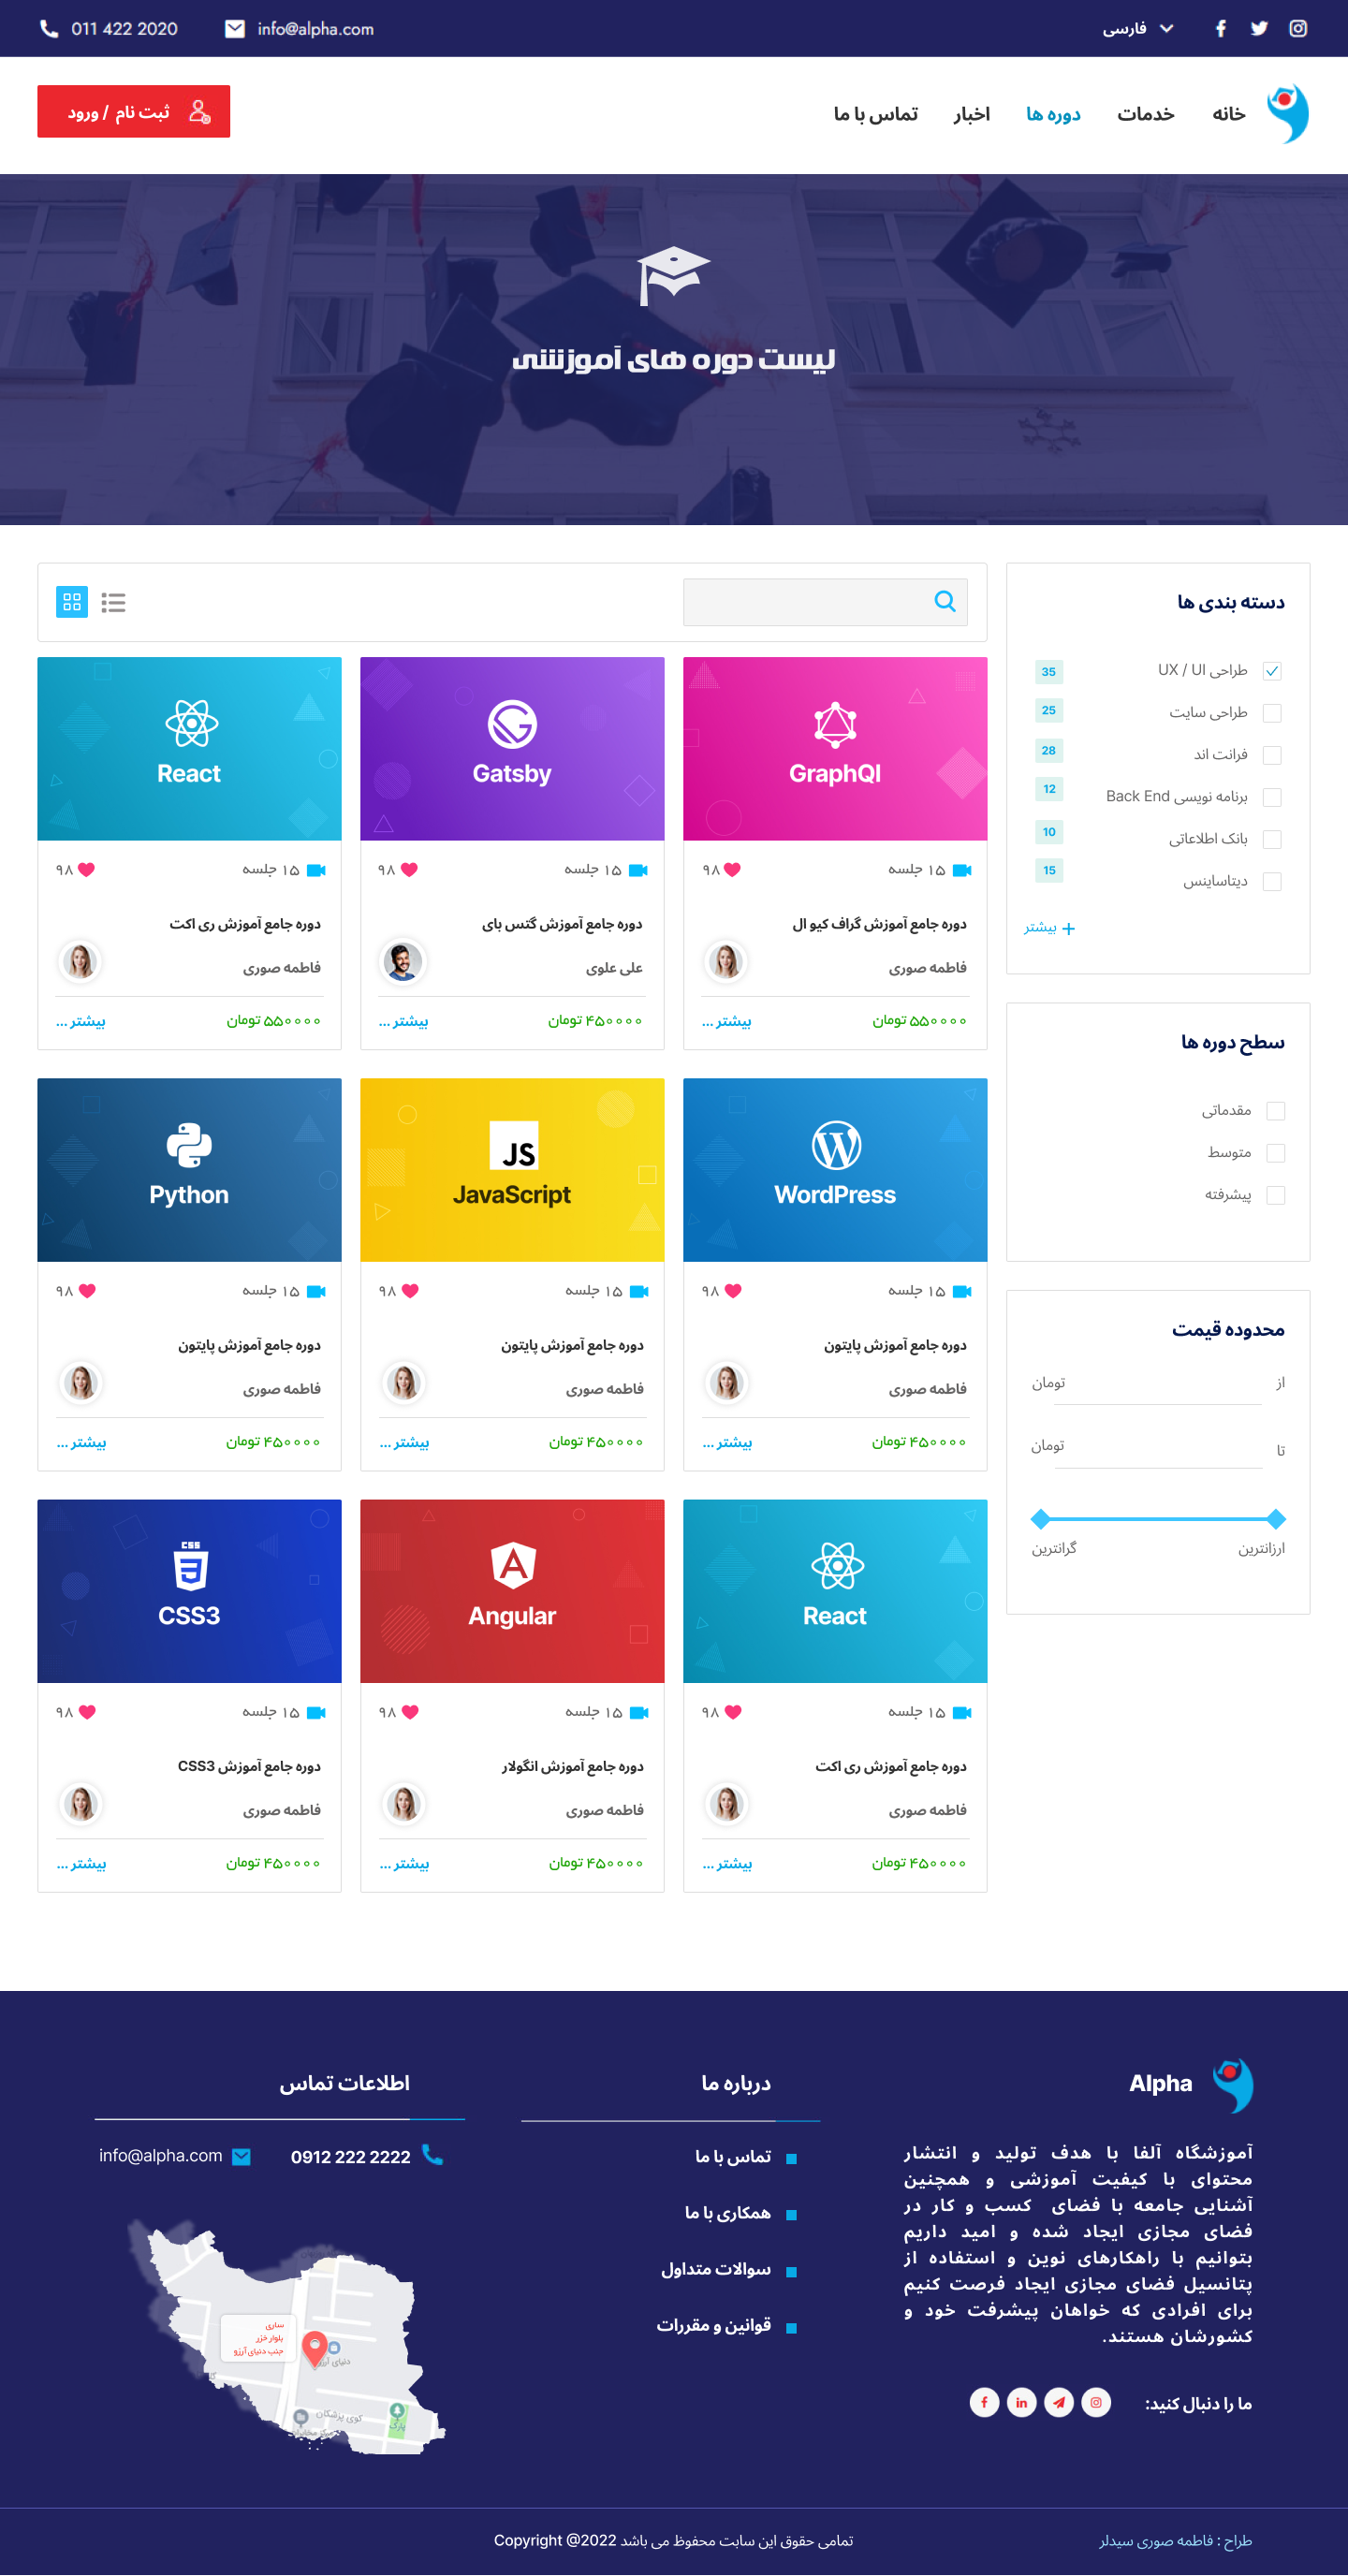 فارسی
info@alpha.com
011 422 2020
خانه
خدمات
دوره ها
اخبار
تماس با ما
ثبت نام / ورود
لیست دوره های آموزشی
دسته بندی ها
طراحی UX / UI 35
طراحی سایت 25
فرانت اند 28
برنامه نویسی Back End 12
بانک اطلاعاتی 10
دیتاساینس 15
+ بیشتر
سطح دوره ها
مقدماتی
متوسط
پیشرفته
محدوده قیمت
از تومان
تا تومان
ارزانترین گرانترین
GraphQl
۱۵ جلسه ۹۸
دوره جامع آموزش گراف کیو ال
فاطمه صوری
۵۵۰۰۰۰ تومان بیشتر ...
Gatsby
۱۵ جلسه ۹۸
دوره جامع آموزش گتس بای
علی علوی
۴۵۰۰۰۰ تومان بیشتر ...
React
۱۵ جلسه ۹۸
دوره جامع آموزش ری اکت
فاطمه صوری
۵۵۰۰۰۰ تومان بیشتر ...
WordPress
۱۵ جلسه ۹۸
دوره جامع آموزش پایتون
فاطمه صوری
۴۵۰۰۰۰ تومان بیشتر ...
JS
JavaScript
۱۵ جلسه ۹۸
دوره جامع آموزش پایتون
فاطمه صوری
۴۵۰۰۰۰ تومان بیشتر ...
Python
۱۵ جلسه ۹۸
دوره جامع آموزش پایتون
فاطمه صوری
۴۵۰۰۰۰ تومان بیشتر ...
React
۱۵ جلسه ۹۸
دوره جامع آموزش ری اکت
فاطمه صوری
۴۵۰۰۰۰ تومان بیشتر ...
Angular
۱۵ جلسه ۹۸
دوره جامع آموزش انگولار
فاطمه صوری
۴۵۰۰۰۰ تومان بیشتر ...
CSS
CSS3
۱۵ جلسه ۹۸
دوره جامع آموزش CSS3
فاطمه صوری
۴۵۰۰۰۰ تومان بیشتر ...
Alpha
آموزشگاه آلفا با هدف تولید و انتشار
محتوای با کیفیت آموزشی و همچنین
آشنایی جامعه با فضای کسب و کار در
فضای مجازی ایجاد شده و امید داریم
بتوانیم با راهکارهای نوین و استفاده از
پتانسیل فضای مجازی ایجاد فرصت کنیم
برای افرادی که خواهان پیشرفت خود و
کشورشان هستند.
ما را دنبال کنید:
درباره ما
تماس با ما
همکاری با ما
سوالات متداول
قوانین و مقررات
اطلاعات تماس
0912 222 2222
info@alpha.com
ساری
بلوار خزر
جنب دنیای آرزو
دنیای آرزو
کوی پزشکان
پارک
طراح : فاطمه صوری سیدلر
تمامی حقوق این سایت محفوظ می باشد Copyright @2022